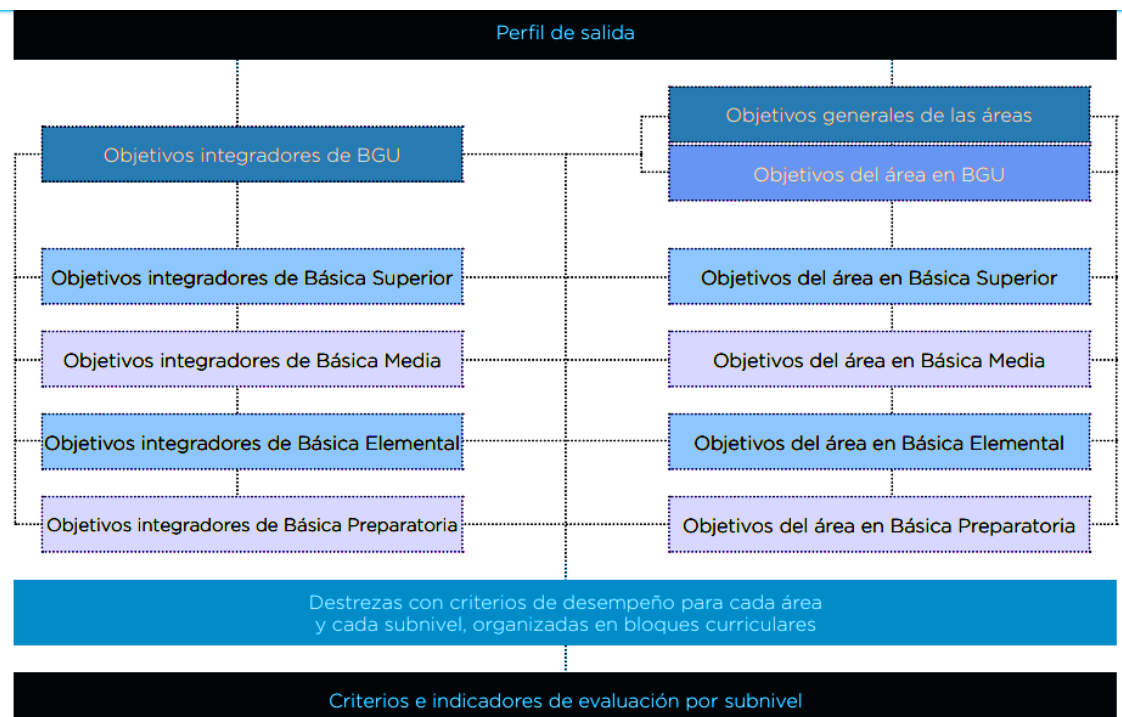 Perfil de salida
Objetivos generales de las áreas
Objetivos integradores de BGU
Objetivos del área en BGU
Objetivos integradores de Básica Superior
Objetivos del área en Básica Superior
Objetivos integradores de Básica Media
Objetivos del área en Básica Media
Objetivos integradores de Básica Elemental
Objetivos del área en Básica Elemental
Objetivos integradores de Básica Preparatoria
Objetivos del área en Básica Preparatoria
Destrezas con criterios de desempeño para cada área
y cada subnivel, organizadas en bloques curriculares
Criterios e indicadores de evaluación por subnivel